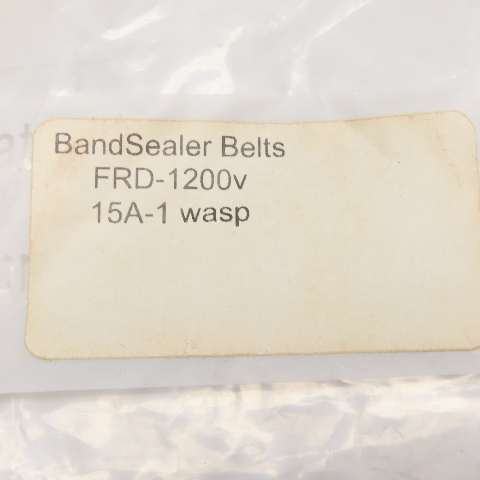 BandSealer Belts
FRD-1200v
15A-1 wasp